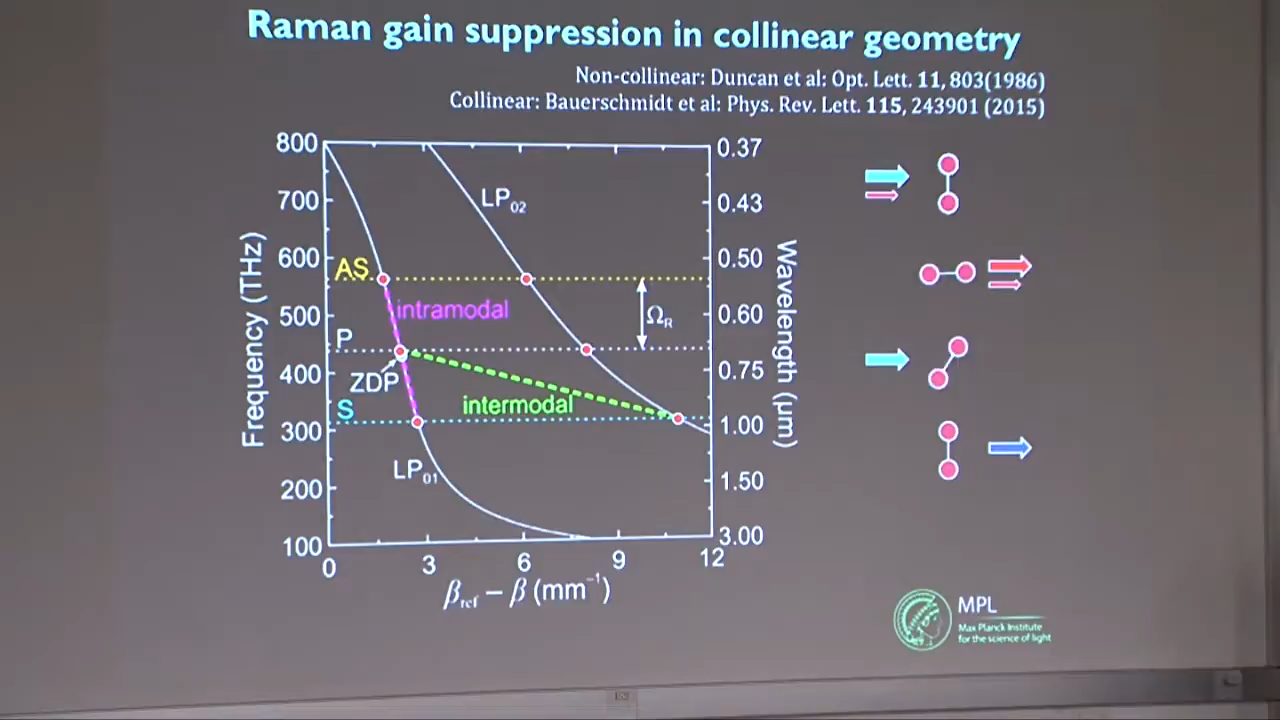 Raman gain suppression in collinear geometry
Non-collinear: Duncan et al: Opt. Lett. 11, 803(1986)
Collinear: Bauerschmidt et al: Phys. Rev. Lett. 115, 243901 (2015)
800
700
600
500
400
300
200
100
Frequency (THz)
0
3
6
9
12
β_ref − β (mm⁻¹)
0.37
0.43
0.50
0.60
0.75
1.00
1.50
3.00
Wavelength (μm)
LP₀₂
AS
intramodal
Ω_R
P
ZDP
intermodal
S
LP₀₁
MPL
Max Planck Institute
for the science of light